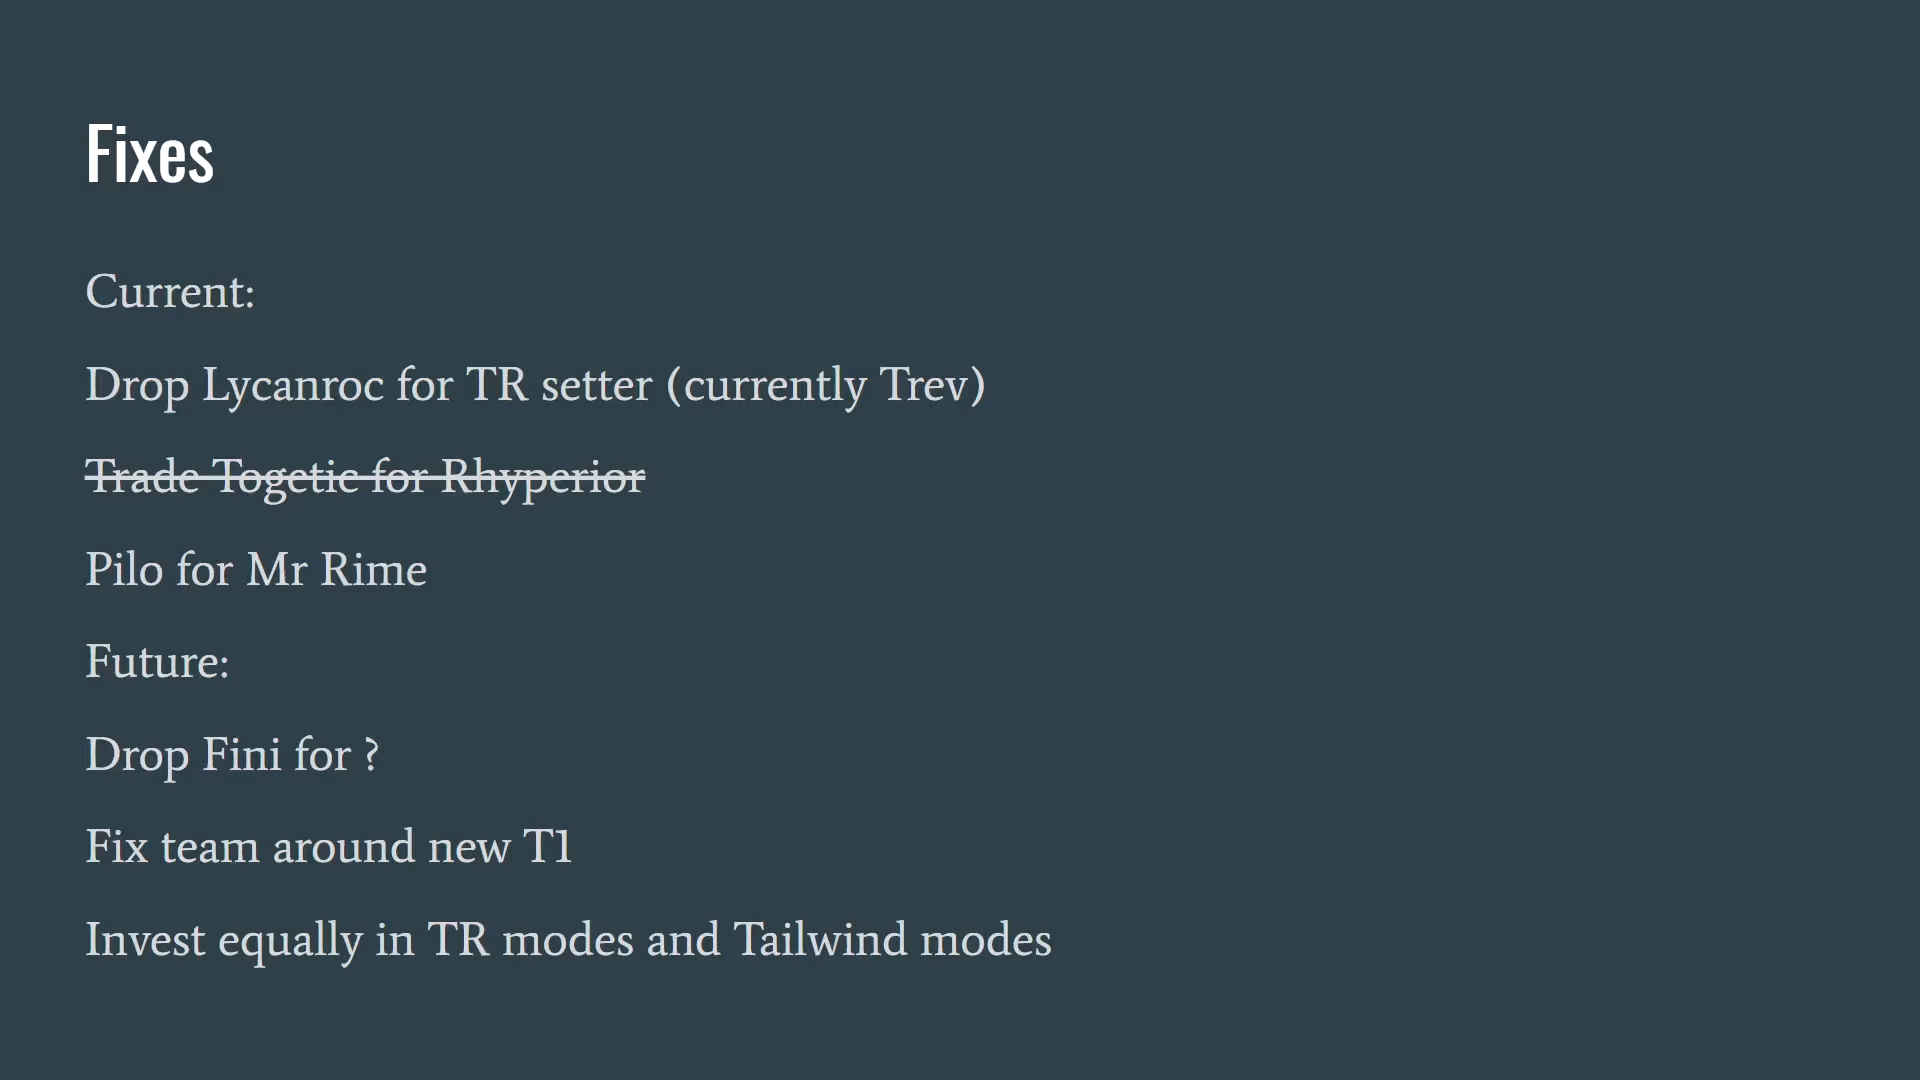 Fixes
Current:
Drop Lycanroc for TR setter (currently Trev)
Trade Togetic for Rhyperior
Pilo for Mr Rime
Future:
Drop Fini for ?
Fix team around new T1
Invest equally in TR modes and Tailwind modes